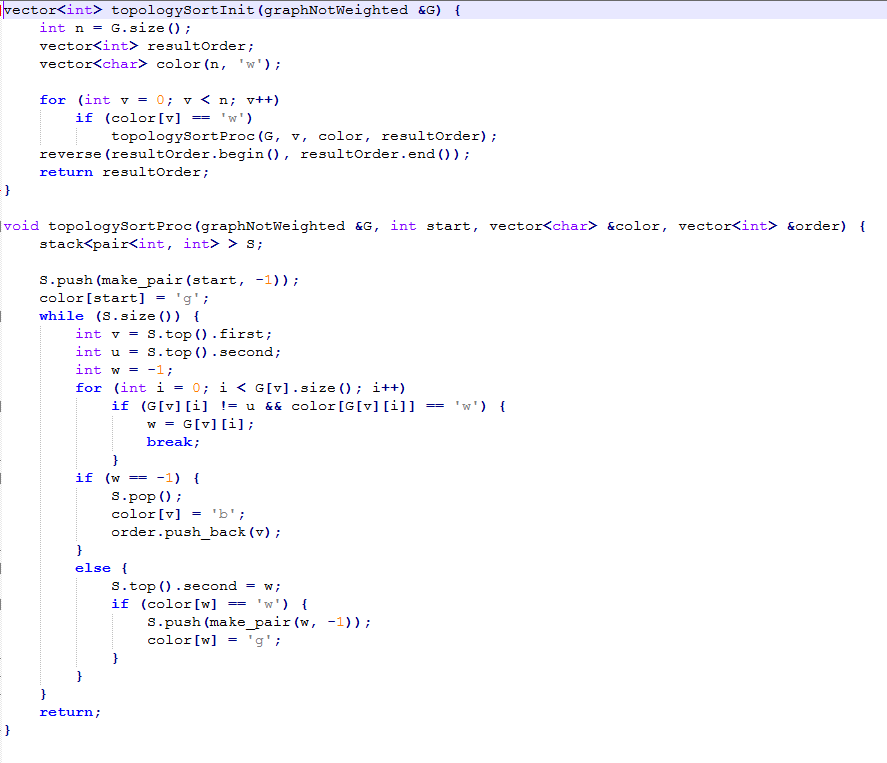 vector<int> topologySortInit(graphNotWeighted &G) {
    int n = G.size();
    vector<int> resultOrder;
    vector<char> color(n, 'w');

    for (int v = 0; v < n; v++)
        if (color[v] == 'w')
            topologySortProc(G, v, color, resultOrder);
    reverse(resultOrder.begin(), resultOrder.end());
    return resultOrder;
}

void topologySortProc(graphNotWeighted &G, int start, vector<char> &color, vector<int> &order) {
    stack<pair<int, int> > S;

    S.push(make_pair(start, -1));
    color[start] = 'g';
    while (S.size()) {
        int v = S.top().first;
        int u = S.top().second;
        int w = -1;
        for (int i = 0; i < G[v].size(); i++)
            if (G[v][i] != u && color[G[v][i]] == 'w') {
                w = G[v][i];
                break;
            }
        if (w == -1) {
            S.pop();
            color[v] = 'b';
            order.push_back(v);
        }
        else {
            S.top().second = w;
            if (color[w] == 'w') {
                S.push(make_pair(w, -1));
                color[w] = 'g';
            }
        }
    }
    return;
}